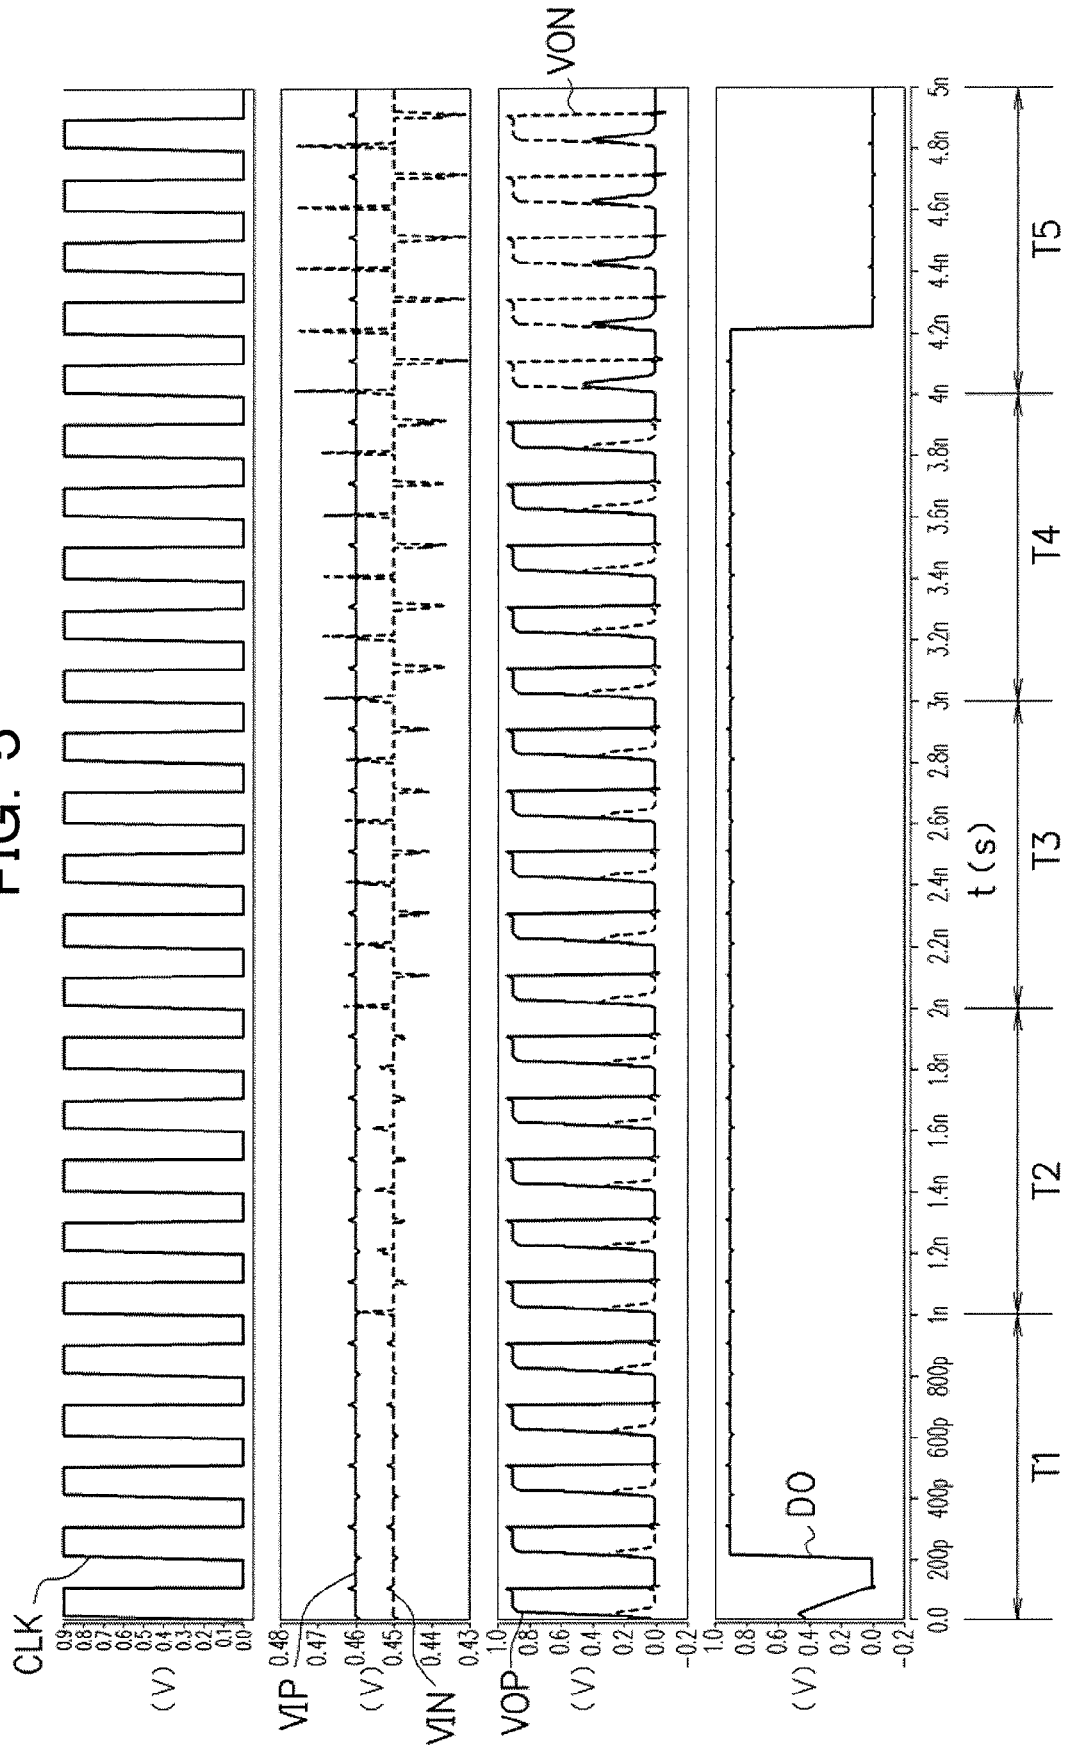 FIG. 5
CLK
0.9
0.8
0.7
0.6
0.5
0.4
0.3
0.2
0.1
0.0
(V)
VIP
0.48
0.47
0.46
0.45
0.44
0.43
(V)
VIN
VOP
1.0
0.8
0.6
0.4
0.2
0.0
-0.2
(V)
VON
1.0
0.8
0.4
0.2
0.0
-0.2
(V)
DO
0.0
200p
400p
600p
800p
1n
1.2n
1.4n
1.6n
1.8n
2n
2.2n
2.4n
2.6n
2.8n
3n
3.2n
3.4n
3.6n
3.8n
4n
4.2n
4.4n
4.6n
4.8n
5n
t(s)
T1
T2
T3
T4
T5